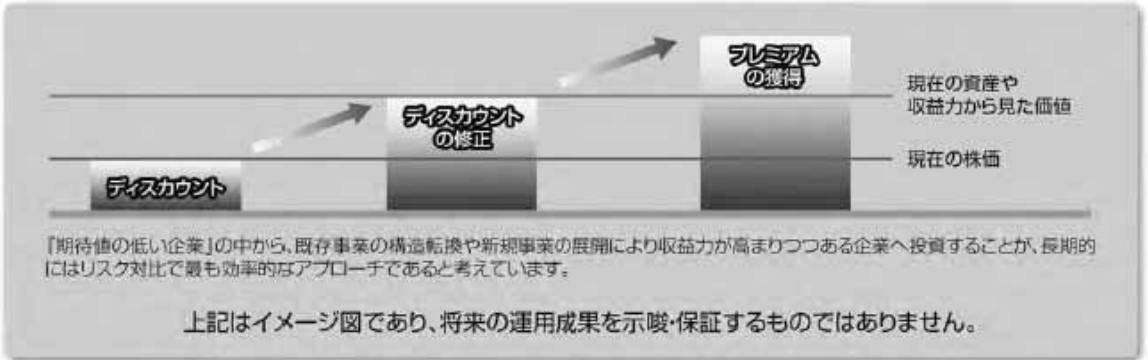 プレミアム
の獲得
現在の資産や
収益力から見た価値
ディスカウント
の修正
現在の株価
ディスカウント
『期待値の低い企業』の中から、既存事業の構造転換や新規事業の展開により収益力が高まりつつある企業へ投資することが、長期的
にはリスク対比で最も効率的なアプローチであると考えています。
上記はイメージ図であり、将来の運用成果を示唆・保証するものではありません。